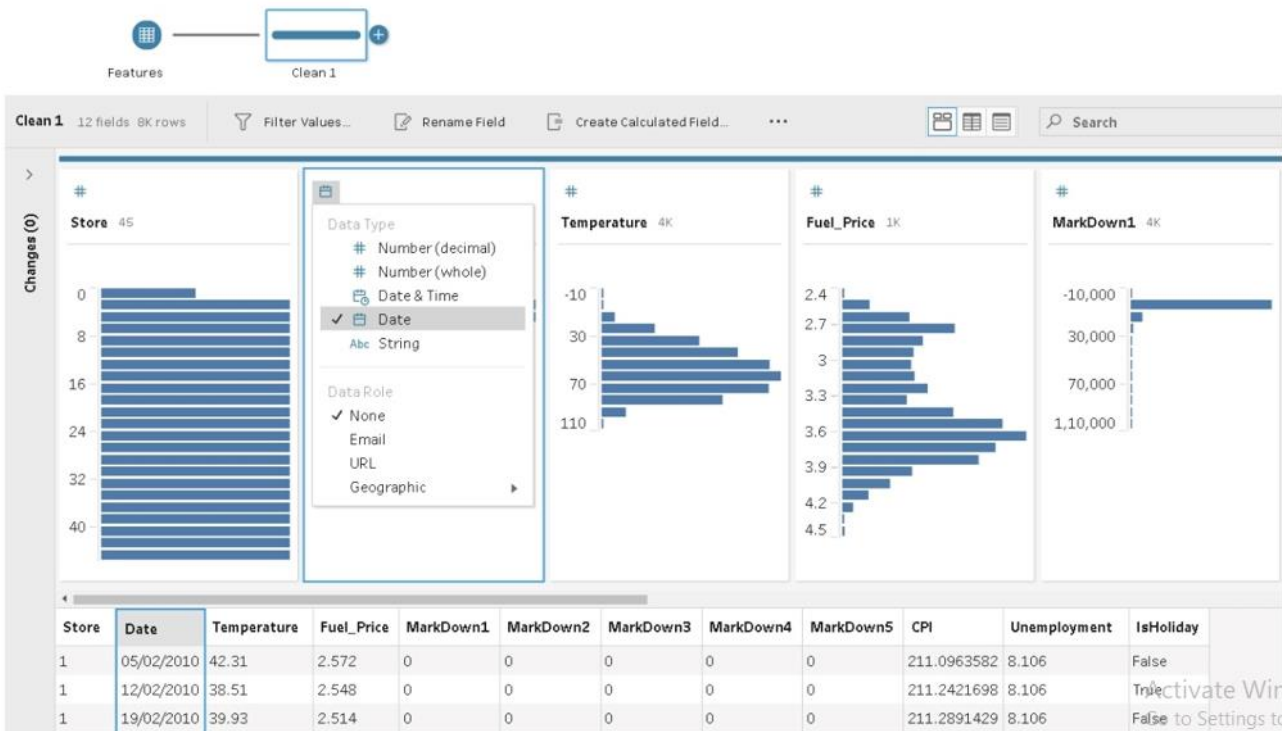 Features
Clean 1
Clean 1 12 fields 8K rows Filter Values... Rename Field Create Calculated Field... ... Search
Changes (0)
#
Store 45
0
8
16
24
32
40
Data Type
# Number (decimal)
# Number (whole)
Date & Time
✓ Date
Abc String
Data Role
✓ None
Email
URL
Geographic
#
Temperature 4K
-10
30
70
110
#
Fuel_Price 1K
2.4
2.7
3
3.3
3.6
3.9
4.2
4.5
#
MarkDown1 4K
-10,000
30,000
70,000
1,10,000
Store Date Temperature Fuel_Price MarkDown1 MarkDown2 MarkDown3 MarkDown4 MarkDown5 CPI Unemployment IsHoliday
1 05/02/2010 42.31 2.572 0 0 0 0 0 211.0963582 8.106 False
1 12/02/2010 38.51 2.548 0 0 0 0 0 211.2421698 8.106 True
1 19/02/2010 39.93 2.514 0 0 0 0 0 211.2891429 8.106 False
Activate Win
Go to Settings to